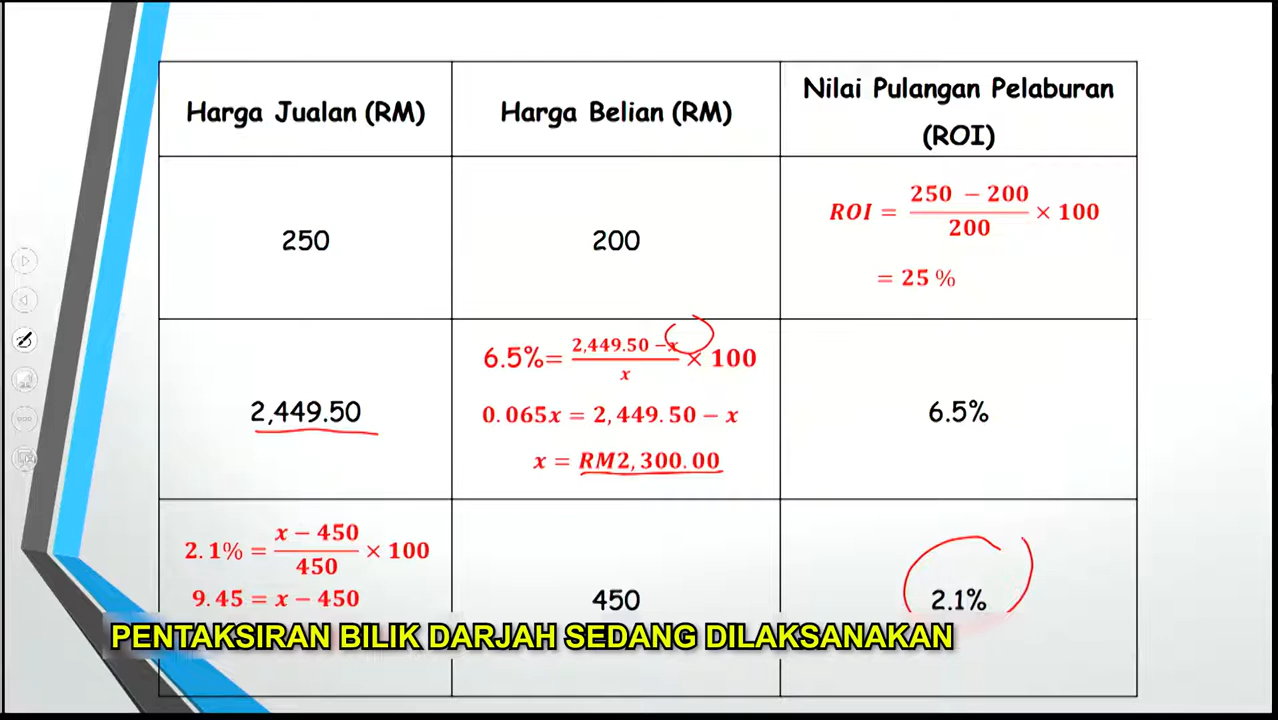 Harga Jualan (RM)
Harga Belian (RM)
Nilai Pulangan Pelaburan
(ROI)
250
200
ROI = 250 − 200 / 200 × 100
= 25 %
2,449.50
6.5%= 2,449.50 − x / x × 100
0.065x = 2,449.50 − x
x = RM2,300.00
6.5%
2.1% = x − 450 / 450 × 100
9.45 = x − 450
450
2.1%
PENTAKSIRAN BILIK DARJAH SEDANG DILAKSANAKAN